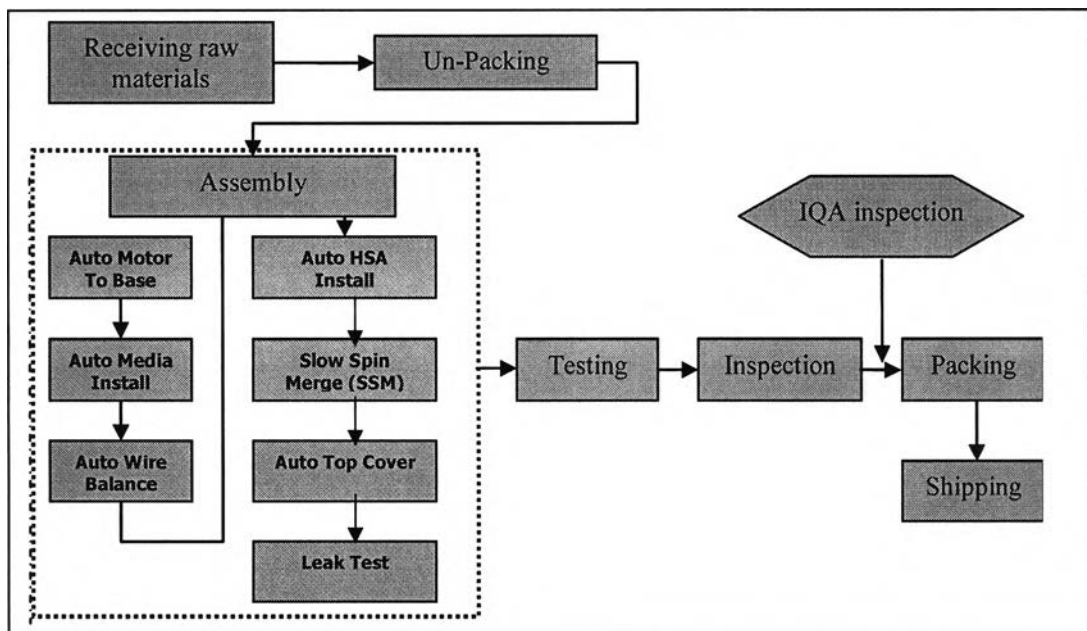 Receiving raw
materials
Un-Packing
Assembly
Auto Motor
To Base
Auto Media
Install
Auto Wire
Balance
Auto HSA
Install
Slow Spin
Merge (SSM)
Auto Top Cover
Leak Test
Testing
Inspection
IQA inspection
Packing
Shipping